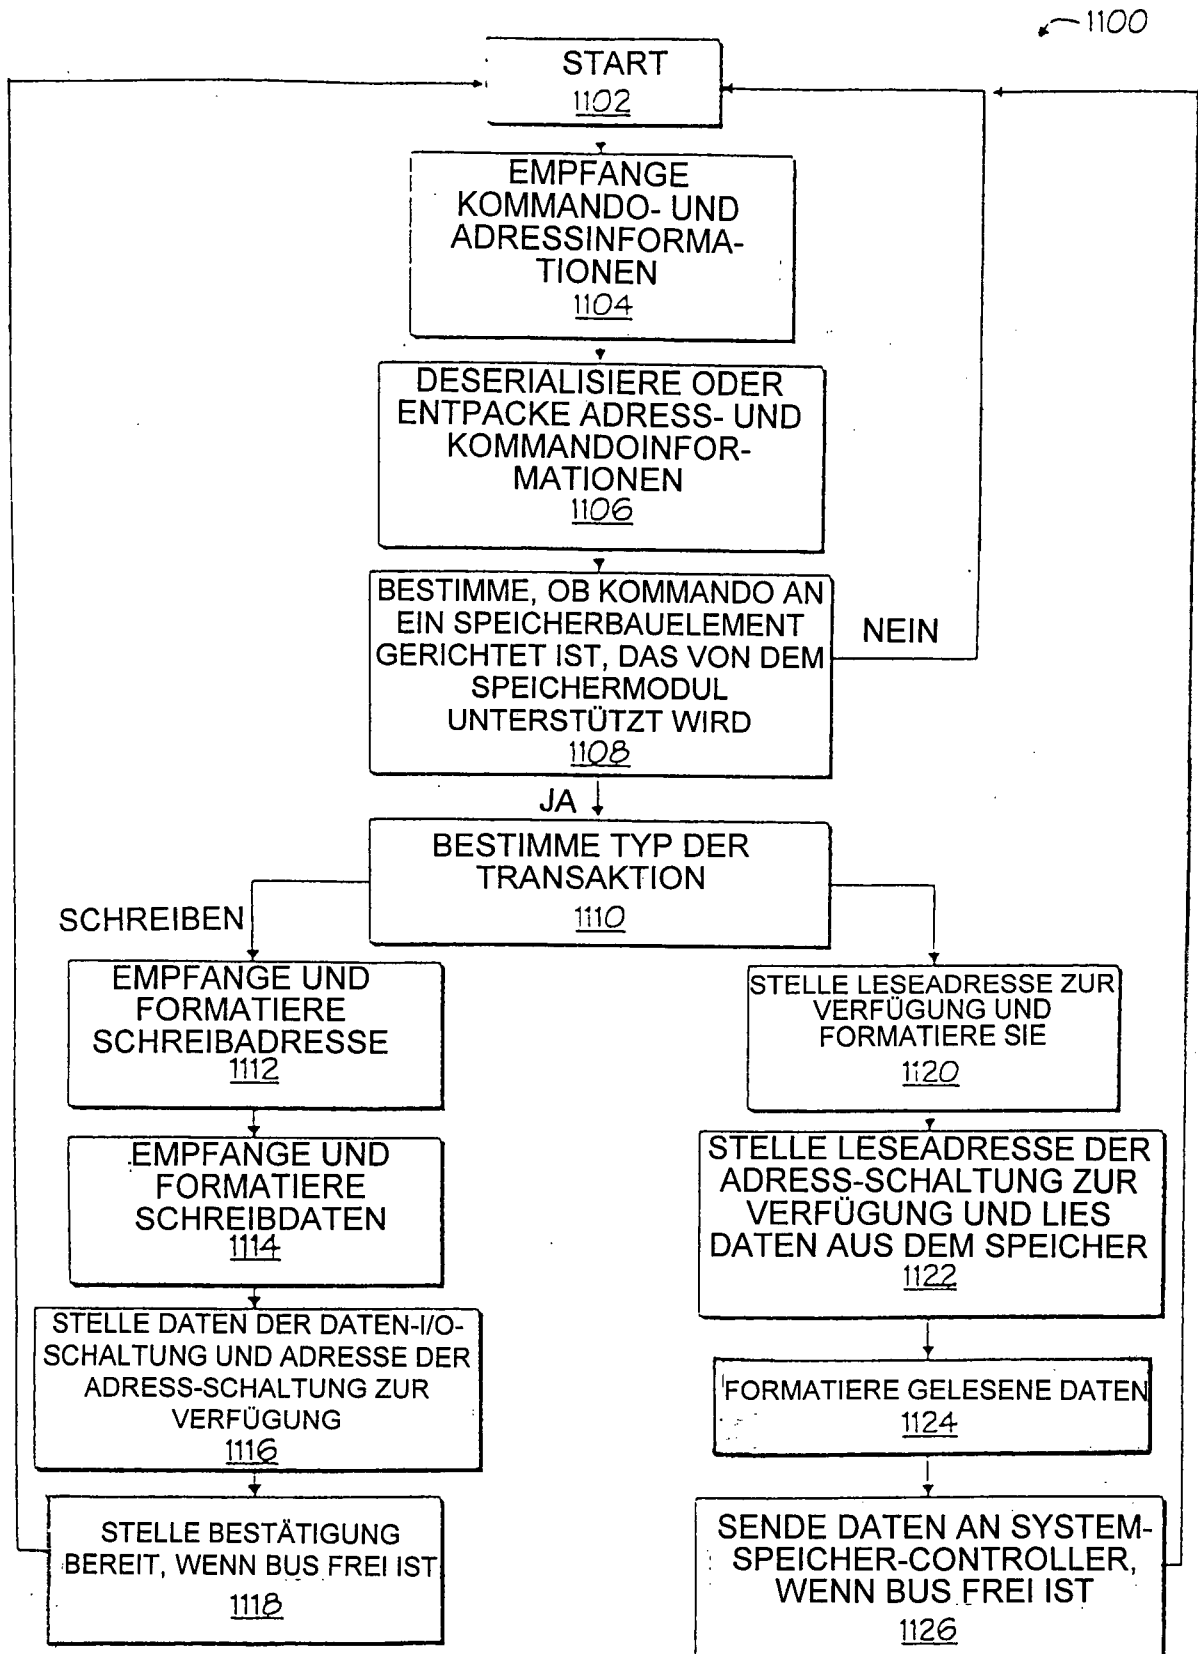 1100
START
1102
EMPFANGE
KOMMANDO- UND
ADRESSINFORMA-
TIONEN
1104
DESERIALISIERE ODER
ENTPACKE ADRESS- UND
KOMMANDOINFOR-
MATIONEN
1106
BESTIMME, OB KOMMANDO AN
EIN SPEICHERBAUELEMENT
GERICHTET IST, DAS VON DEM
SPEICHERMODUL
UNTERSTÜTZT WIRD
1108
NEIN
JA
BESTIMME TYP DER
TRANSAKTION
1110
SCHREIBEN
EMPFANGE UND
FORMATIERE
SCHREIBADRESSE
1112
EMPFANGE UND
FORMATIERE
SCHREIBDATEN
1114
STELLE DATEN DER DATEN-I/O-
SCHALTUNG UND ADRESSE DER
ADRESS-SCHALTUNG ZUR
VERFÜGUNG
1116
STELLE BESTÄTIGUNG
BEREIT, WENN BUS FREI IST
1118
STELLE LESEADRESSE ZUR
VERFÜGUNG UND
FORMATIERE SIE
1120
STELLE LESEADRESSE DER
ADRESS-SCHALTUNG ZUR
VERFÜGUNG UND LIES
DATEN AUS DEM SPEICHER
1122
FORMATIERE GELESENE DATEN
1124
SENDE DATEN AN SYSTEM-
SPEICHER-CONTROLLER,
WENN BUS FREI IST
1126